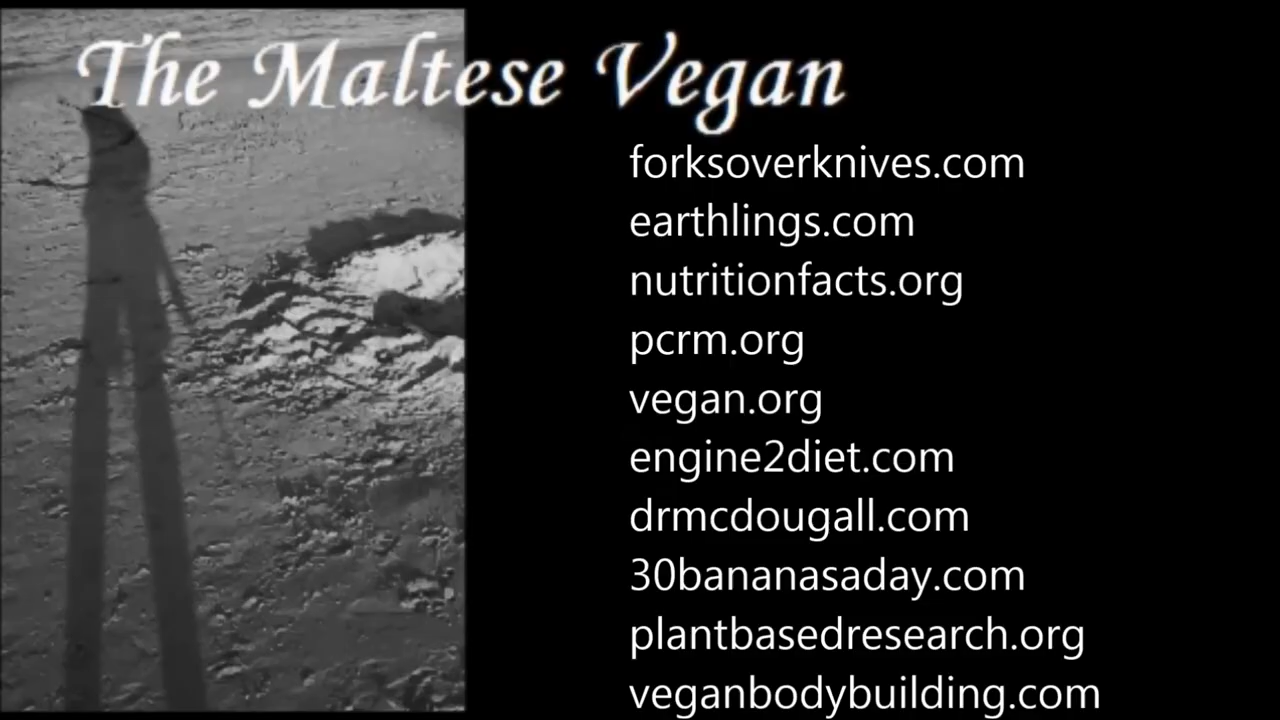 The Maltese Vegan
forksoverknives.com
earthlings.com
nutritionfacts.org
pcrm.org
vegan.org
engine2diet.com
drmcdougall.com
30bananasaday.com
plantbasedresearch.org
veganbodybuilding.com